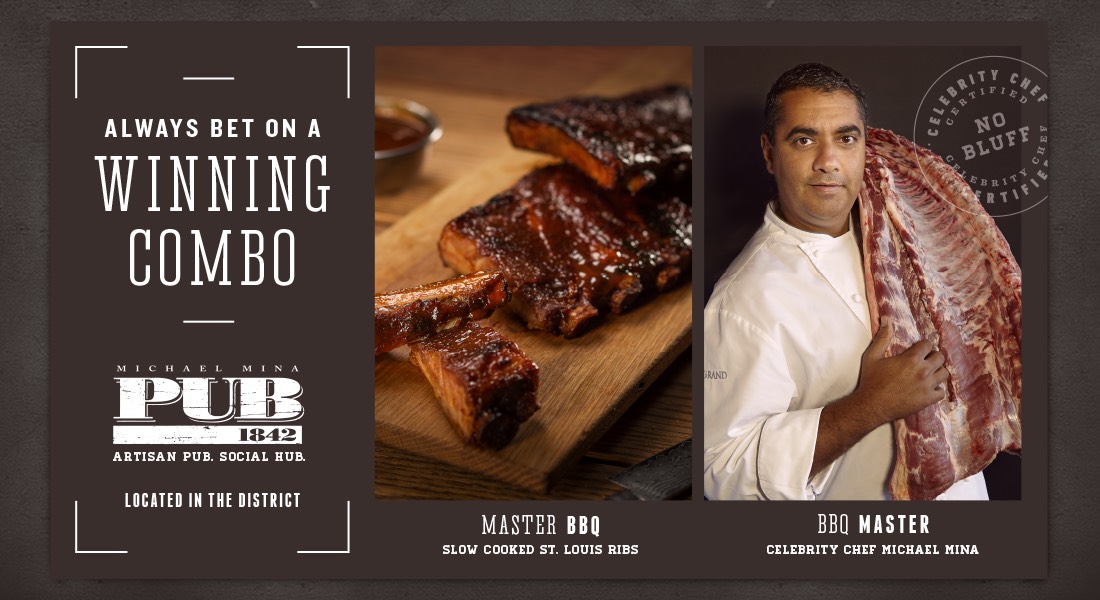 ALWAYS BET ON A
WINNING
COMBO
MICHAEL MINA
PUB
1842
ARTISAN PUB. SOCIAL HUB.
LOCATED IN THE DISTRICT
MASTER BBQ
SLOW COOKED ST. LOUIS RIBS
BBQ MASTER
CELEBRITY CHEF MICHAEL MINA
CELEBRITY CHEF
CERTIFIED
NO
BLUFF
CELEBRITY CHEF
CERTIFIED
GRAND